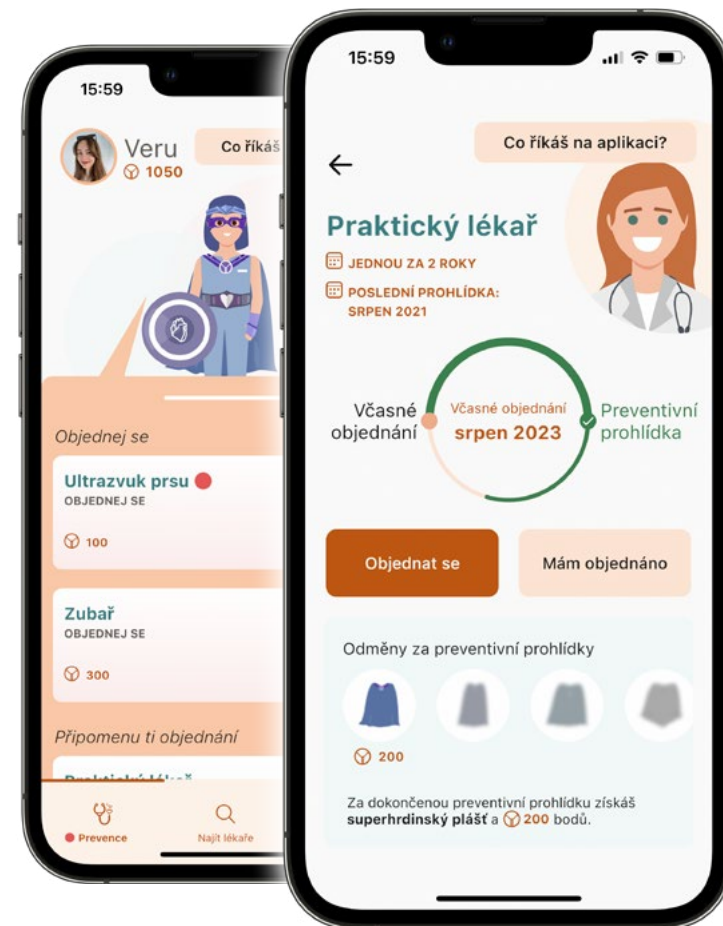 15:59
Veru
1050
Co říkáš
Objednej se
Ultrazvuk prsu
OBJEDNEJ SE
100
Zubař
OBJEDNEJ SE
300
Připomenu ti objednání
Praktický lékař
Prevence
Najít lékaře
15:59
Co říkáš na aplikaci?
Praktický lékař
JEDNOU ZA 2 ROKY
POSLEDNÍ PROHLÍDKA:
SRPEN 2021
Včasné
objednání
Včasné objednání
srpen 2023
Preventivní
prohlídka
Objednat se
Mám objednáno
Odměny za preventivní prohlídky
200
Za dokončenou preventivní prohlídku získáš
superhrdinský plášť a 200 bodů.